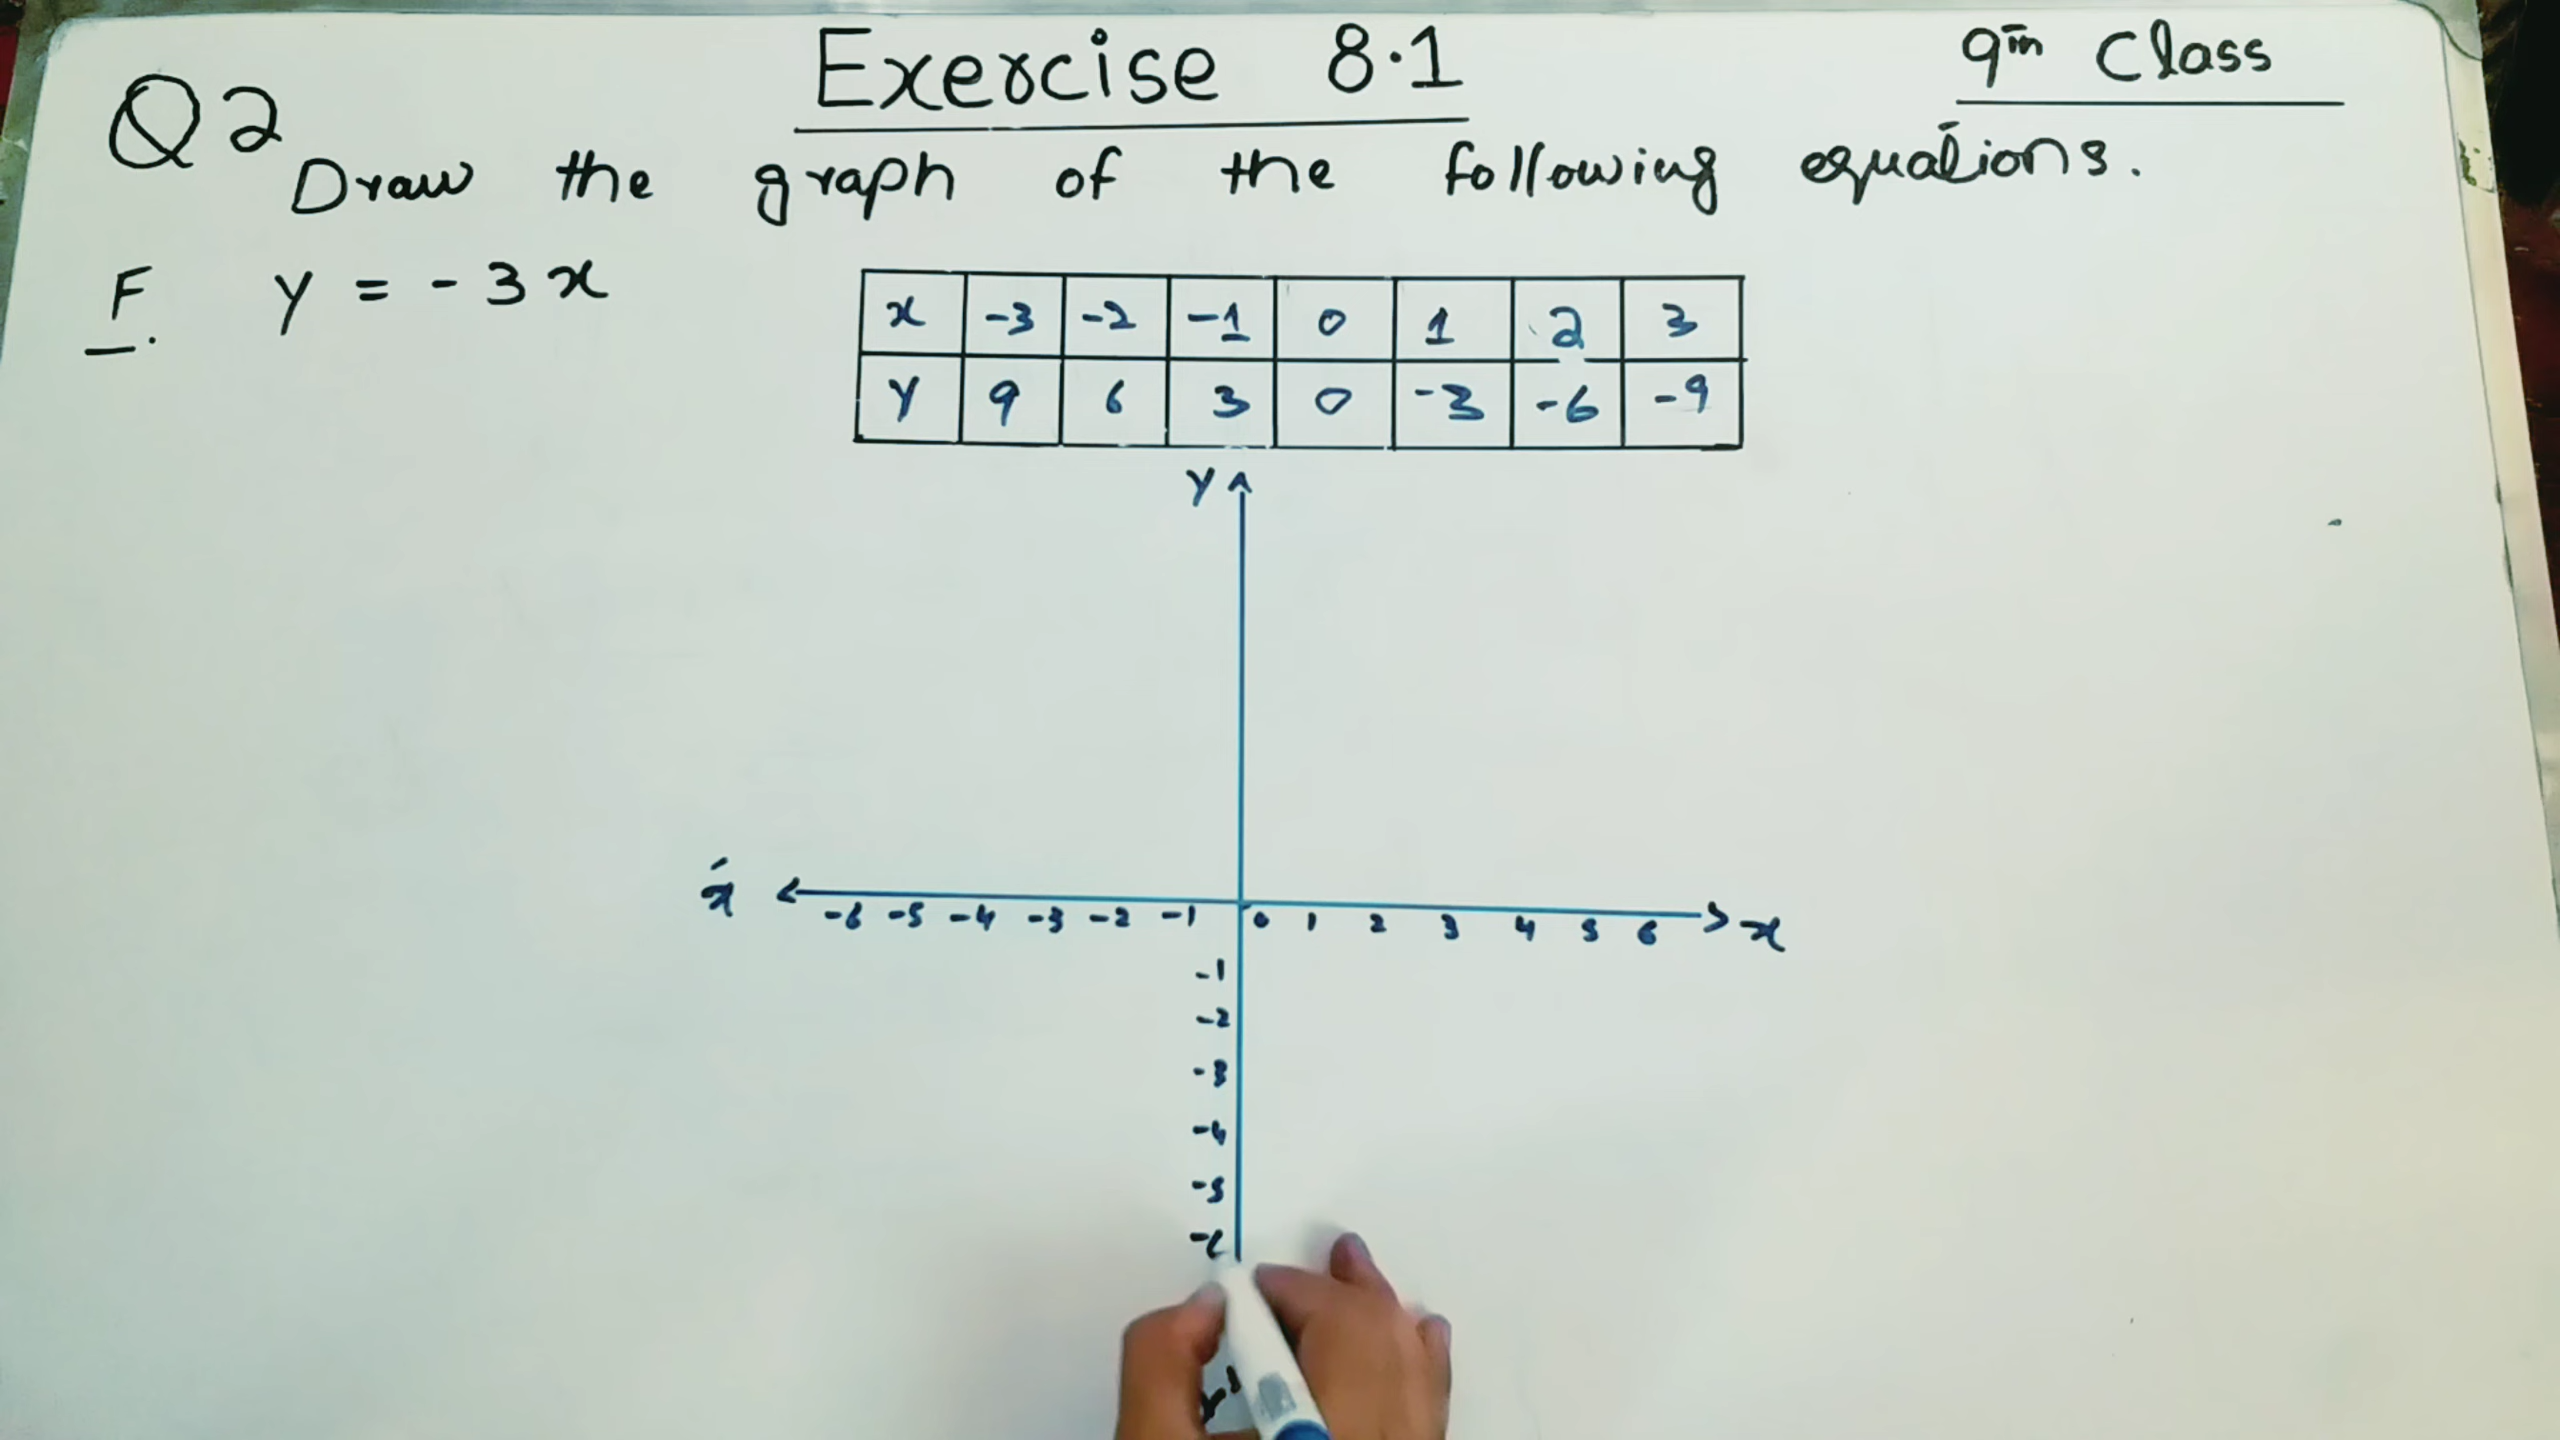 Exercise 8.1
9th Class
Q2
Draw the graph of the following equations.
F. y = -3x
x -3 -2 -1 0 1 2 3
y 9 6 3 0 -3 -6 -9
y
x́
x
-6 -5 -4 -3 -2 -1 0 1 2 3 4 5 6
-1
-2
-3
-4
-5